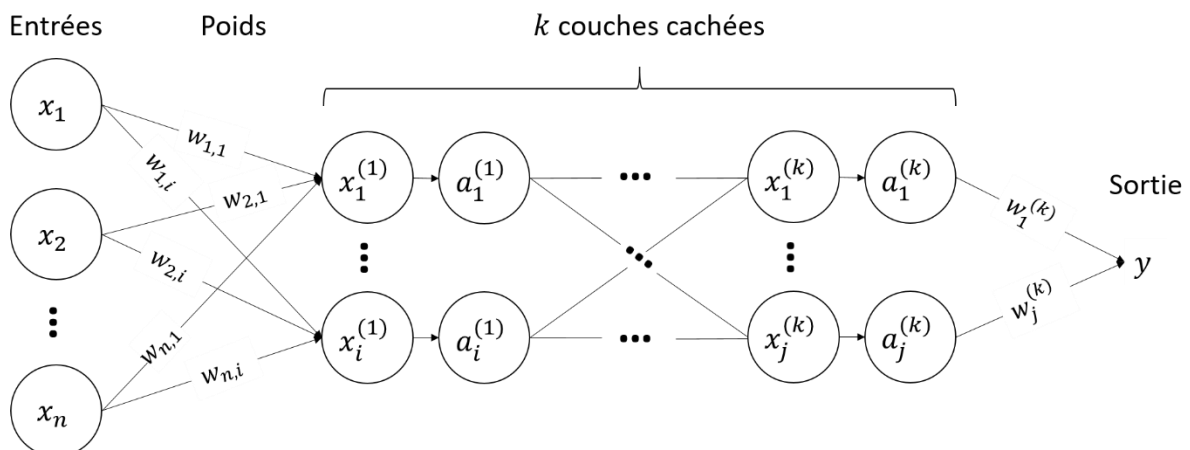 Entrées Poids k couches cachées
x₁
w₁,₁
w₁,ᵢ
x₁⁽¹⁾ a₁⁽¹⁾ ... x₁⁽ᵏ⁾ a₁⁽ᵏ⁾
Sortie
w₂,₁
w₁⁽ᵏ⁾
x₂
w₂,ᵢ
y
wₙ,₁
wⱼ⁽ᵏ⁾
xᵢ⁽¹⁾ aᵢ⁽¹⁾ ... xⱼ⁽ᵏ⁾ aⱼ⁽ᵏ⁾
wₙ,ᵢ
xₙ